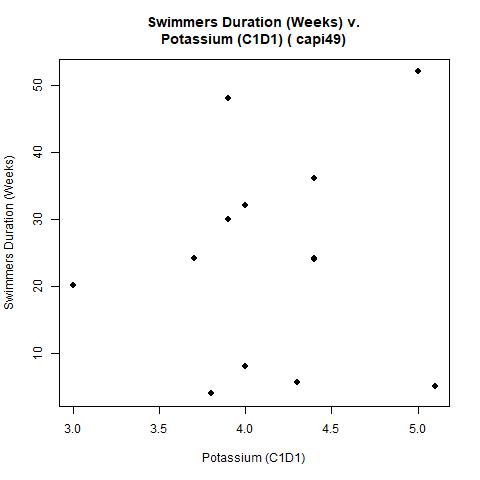 Swimmers Duration (Weeks) v.
Potassium (C1D1) ( capi49)
Swimmers Duration (Weeks)
50
40
30
20
10
3.0 3.5 4.0 4.5 5.0
Potassium (C1D1)